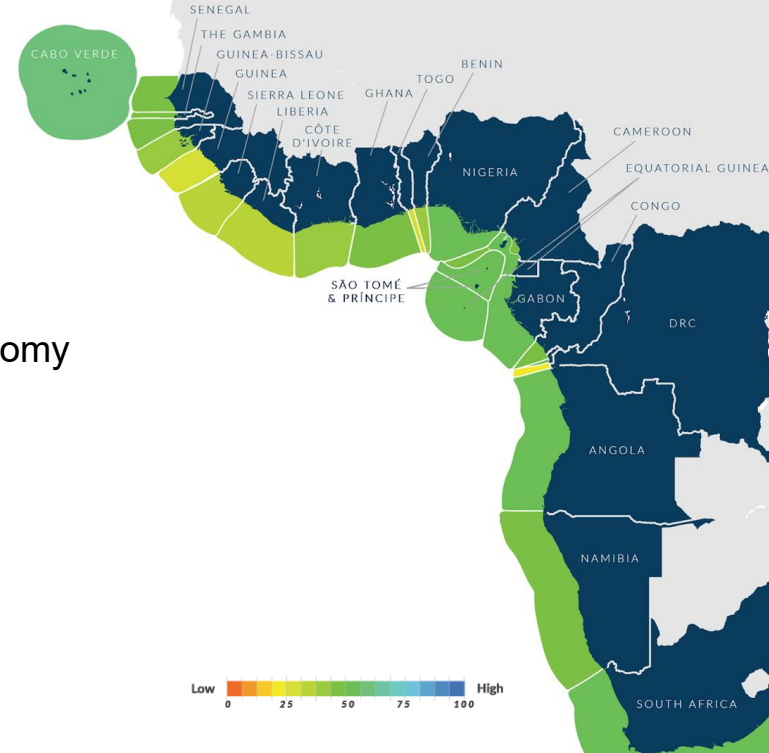 SENEGAL
THE GAMBIA
CABO VERDE
GUINEA-BISSAU
GUINEA
SIERRA LEONE
LIBERIA
CÔTE
D'IVOIRE
GHANA
TOGO
BENIN
NIGERIA
CAMEROON
EQUATORIAL GUINEA
CONGO
SÃO TOMÉ
& PRÍNCIPE
GABON
DRC
omy
ANGOLA
NAMIBIA
SOUTH AFRICA
Low
High
0 25 50 75 100